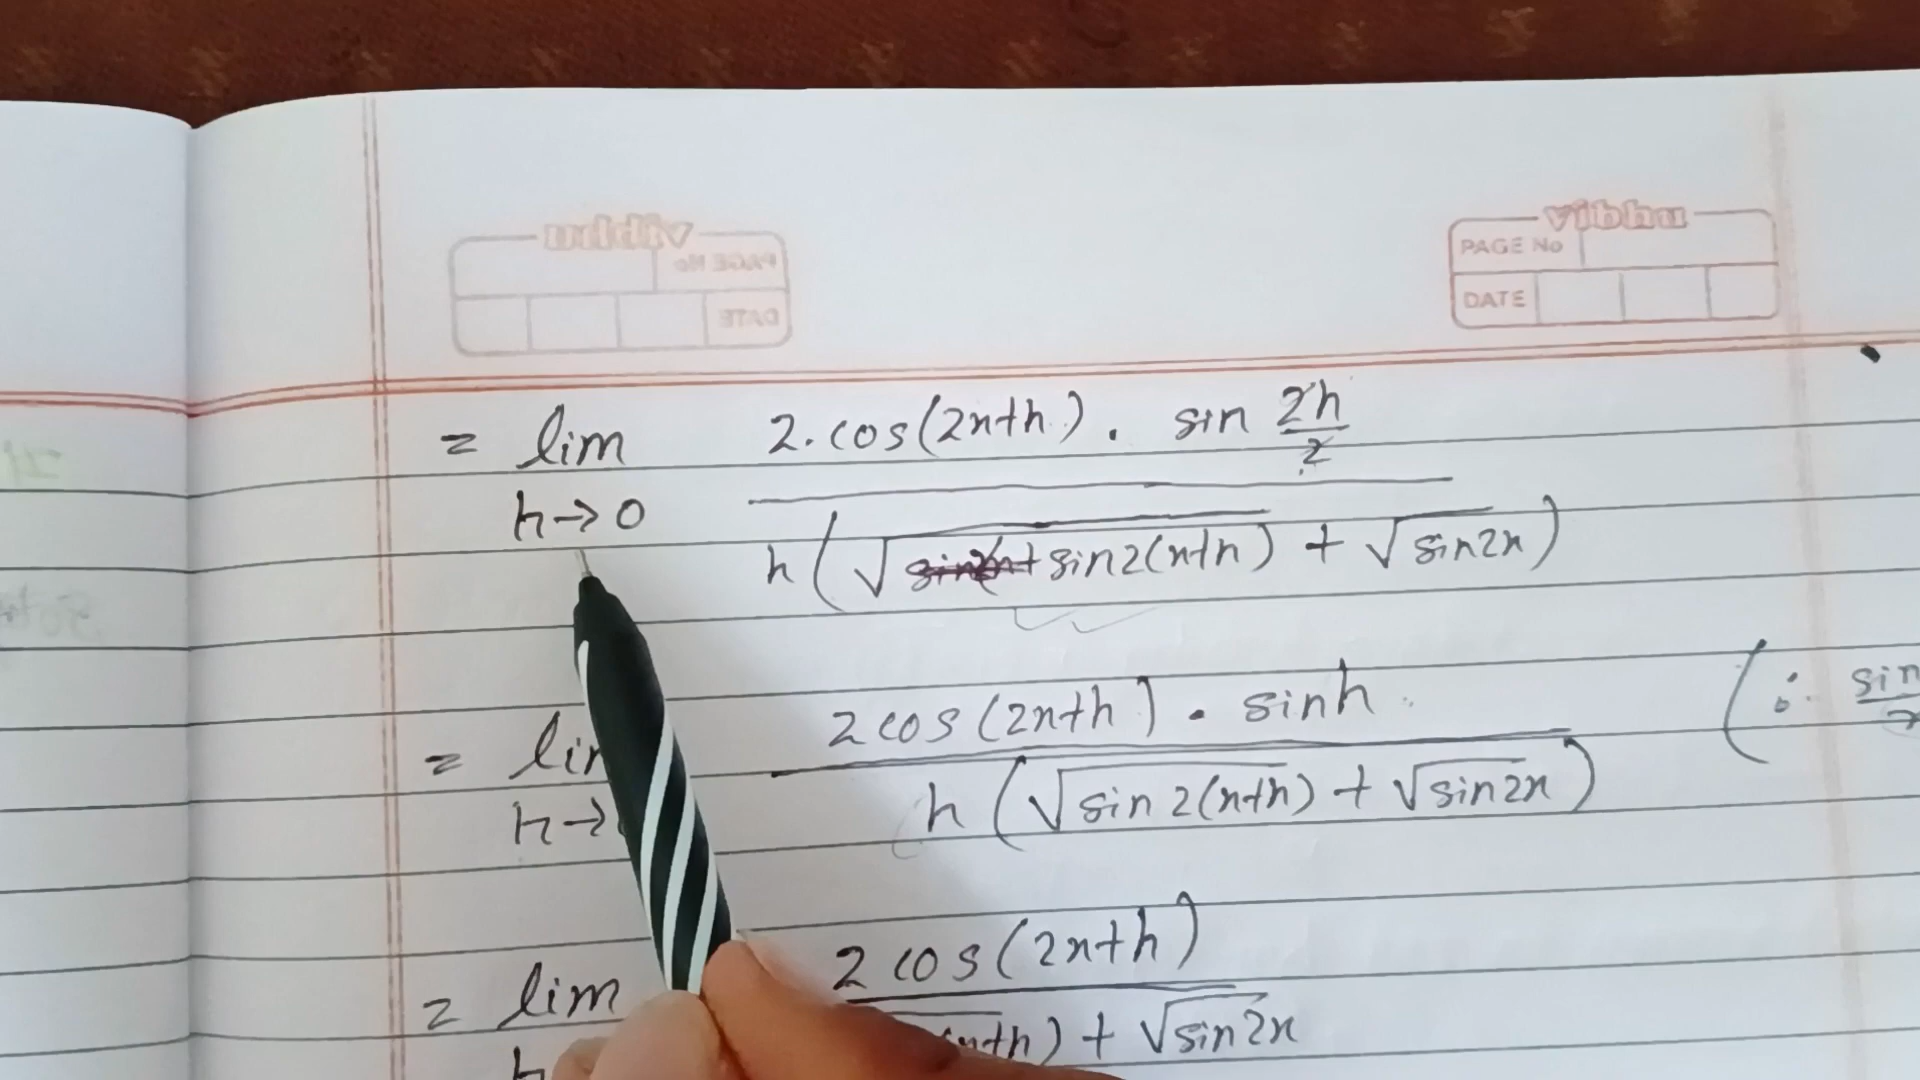 vibhu
PAGE No
DATE
= lim 2.cos(2x+h). sin 2h/2
h→0 h(√sin2(x+h) + √sin2x)
= 2cos(2x+h). sinh (∵ sin
h→ h(√sin2(x+h) + √sin2x)
= lim 2cos(2x+h)
h + √sin2x